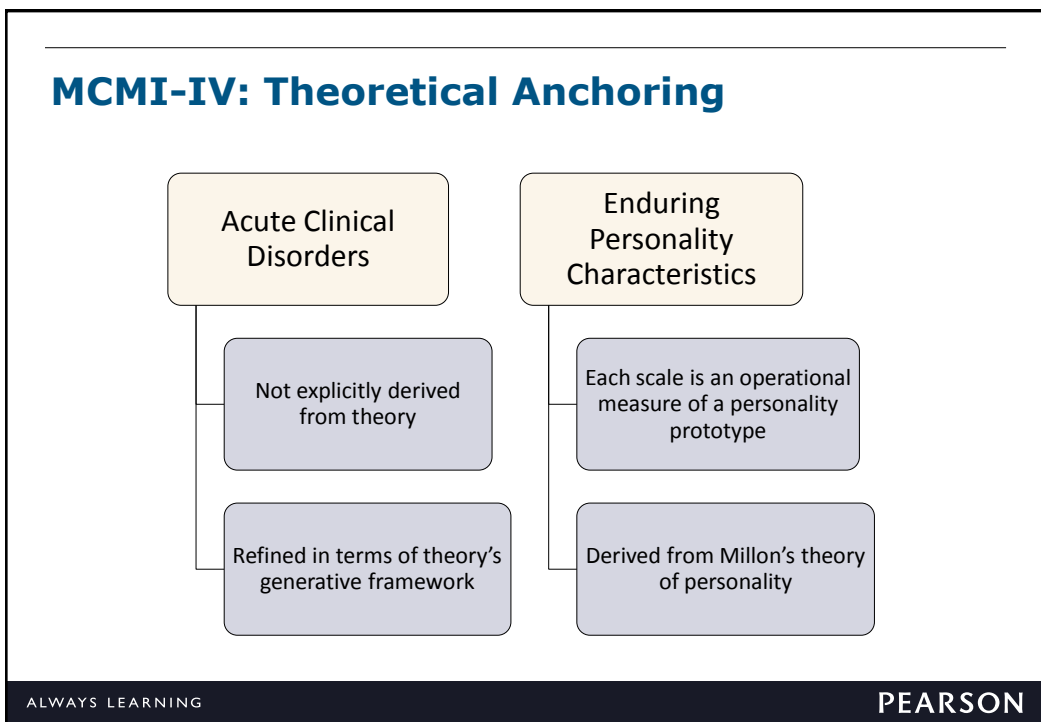 MCMI-IV: Theoretical Anchoring
Acute Clinical
Disorders
Not explicitly derived
from theory
Refined in terms of theory’s
generative framework
Enduring
Personality
Characteristics
Each scale is an operational
measure of a personality
prototype
Derived from Millon’s theory
of personality
ALWAYS LEARNING
PEARSON